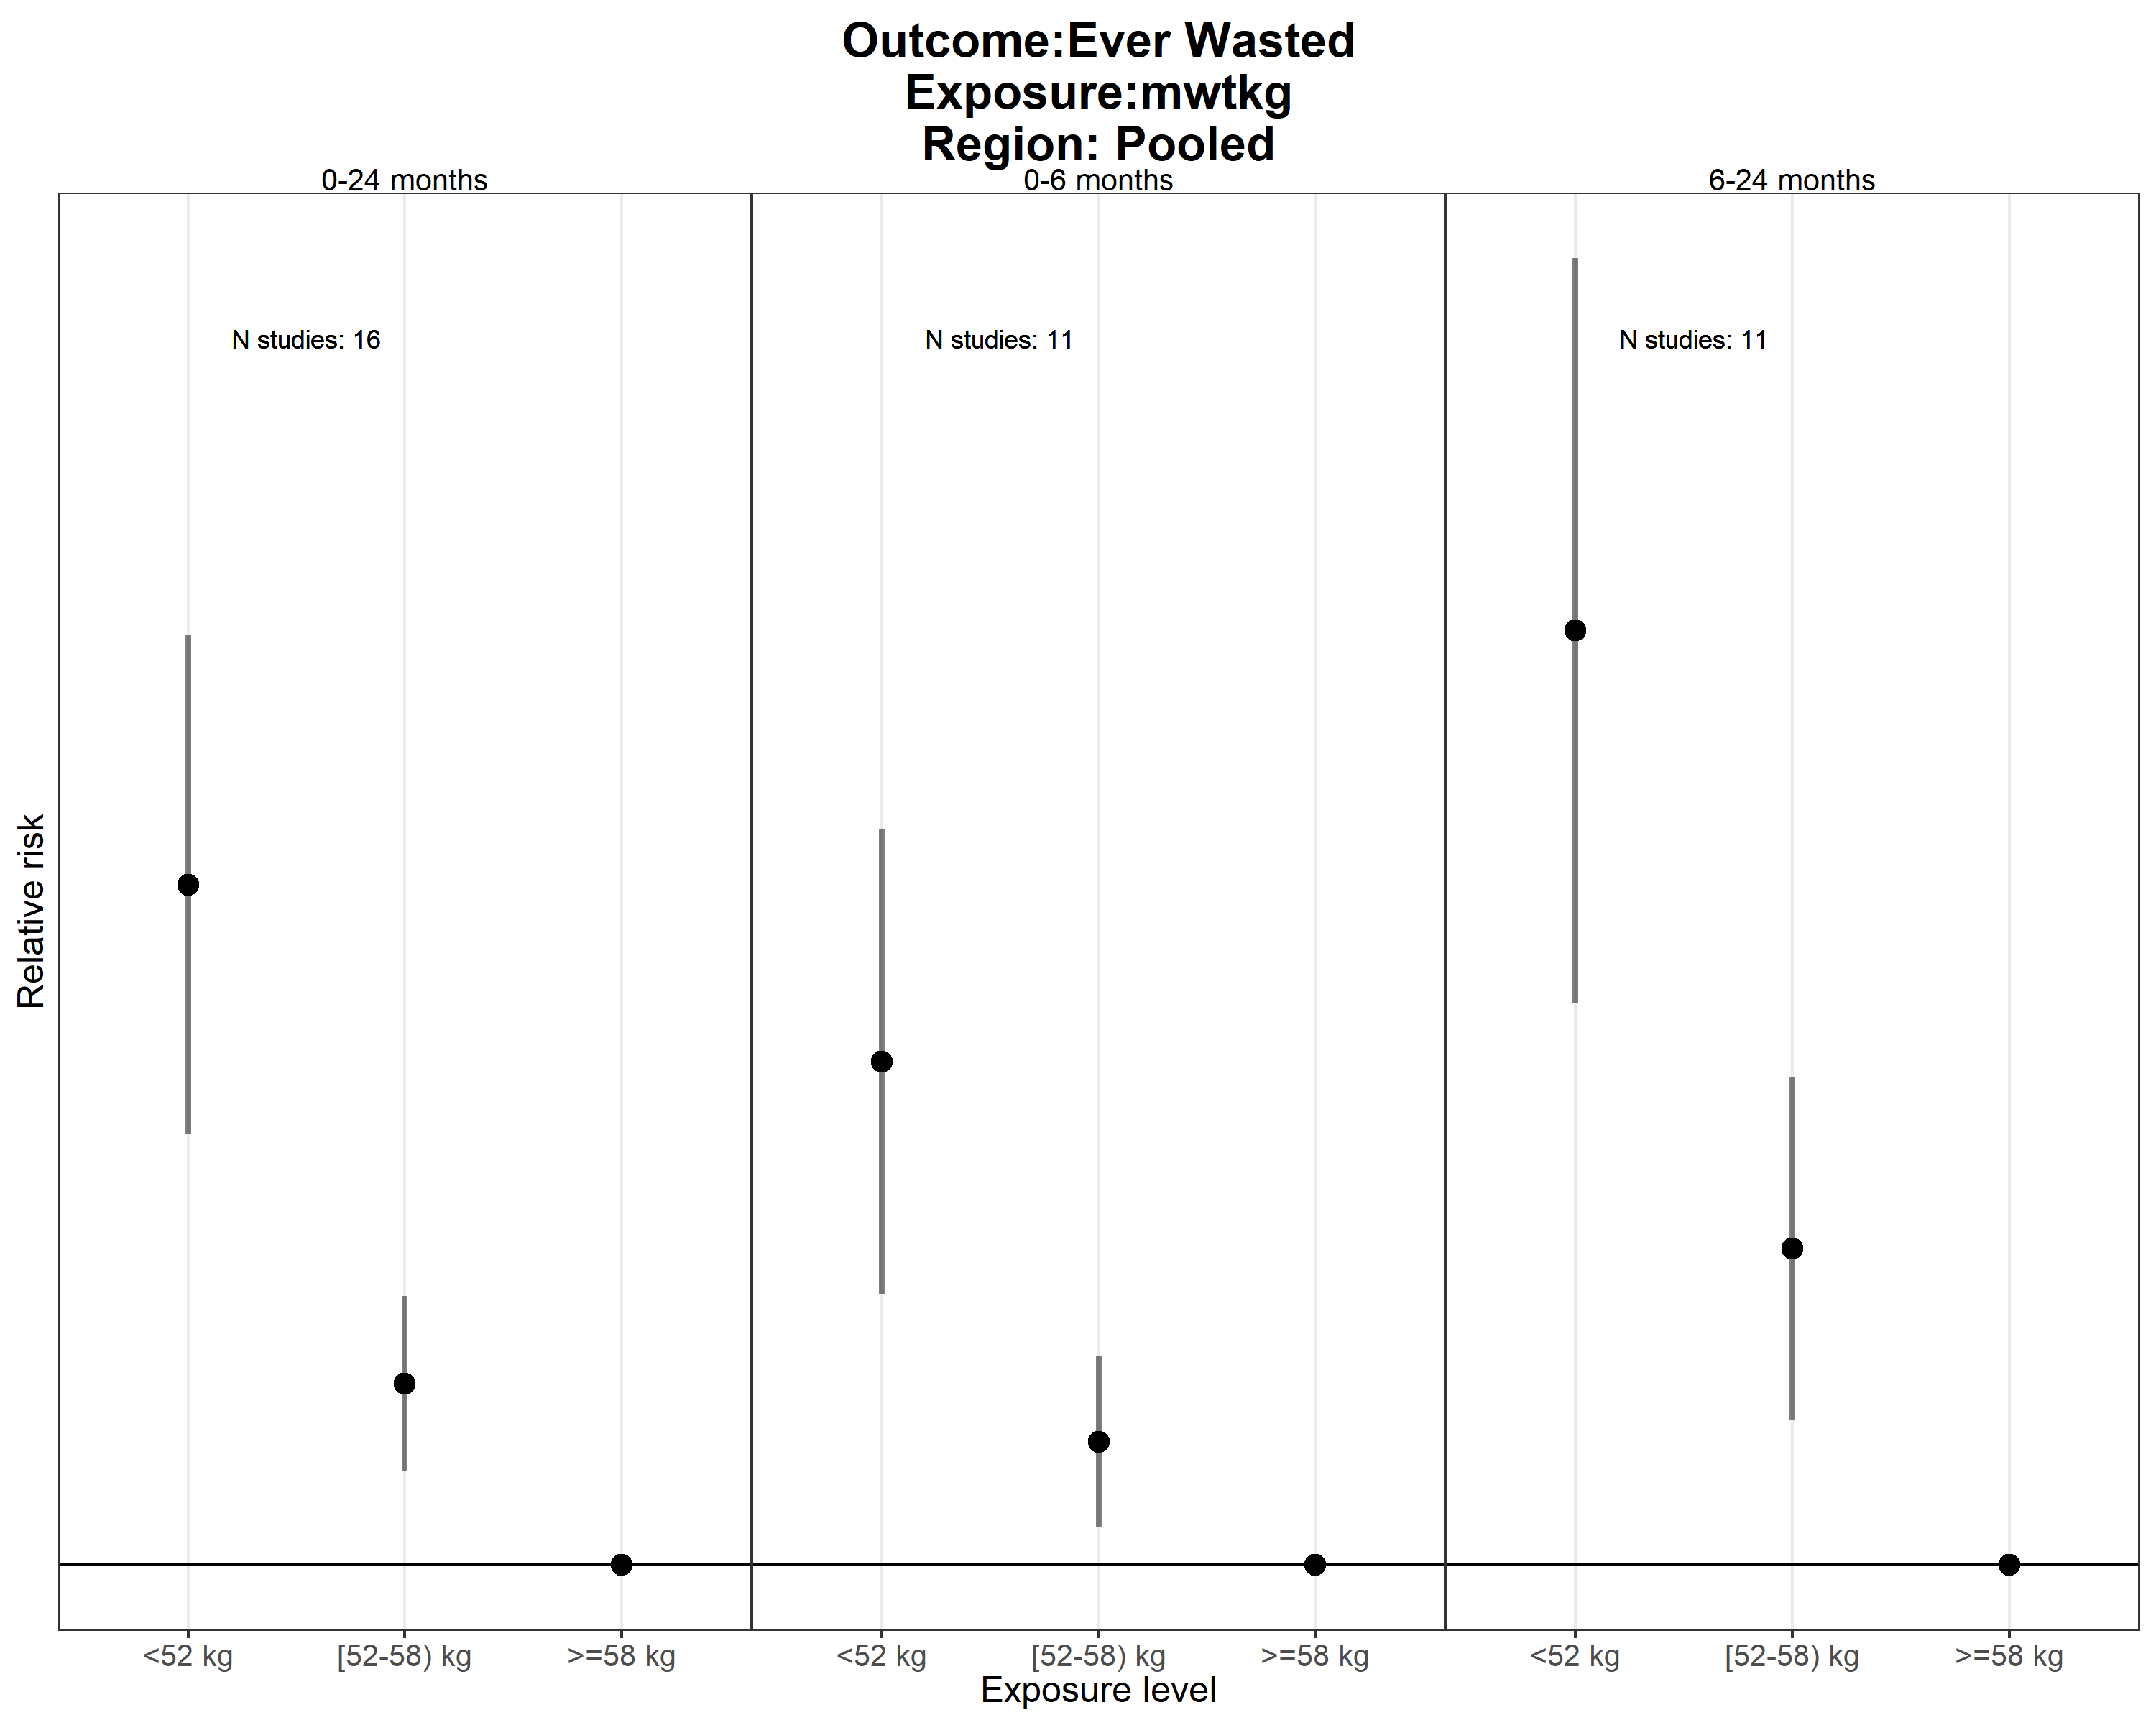 Outcome:Ever Wasted
Exposure:mwtkg
Region: Pooled
0-24 months 0-6 months 6-24 months
N studies: 16 N studies: 11 N studies: 11
Relative risk
<52 kg [52-58) kg >=58 kg <52 kg [52-58) kg >=58 kg <52 kg [52-58) kg >=58 kg
Exposure level